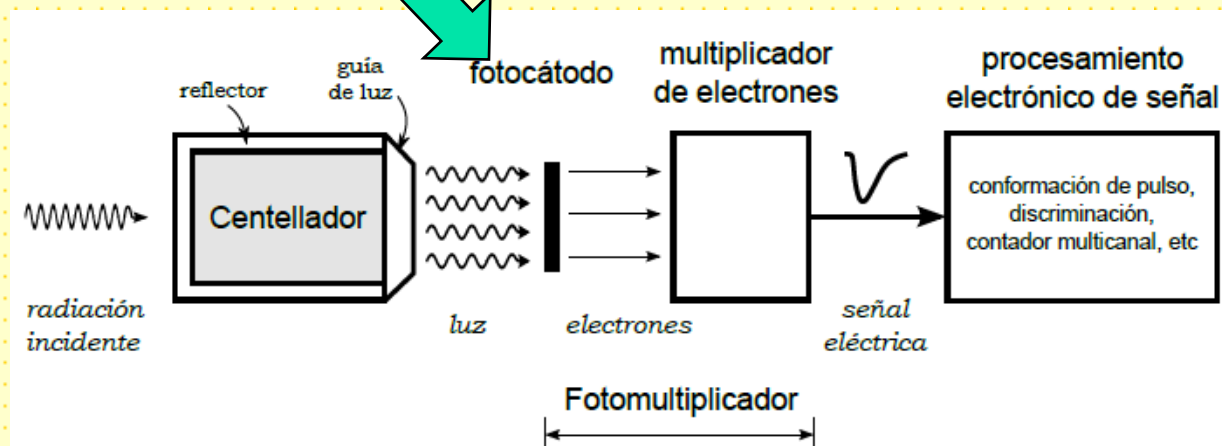 reflector
guía
de luz
fotocátodo
multiplicador
de electrones
procesamiento
electrónico de señal
Centellador
conformación de pulso,
discriminación,
contador multicanal, etc
radiación
incidente
luz
electrones
señal
eléctrica
Fotomultiplicador